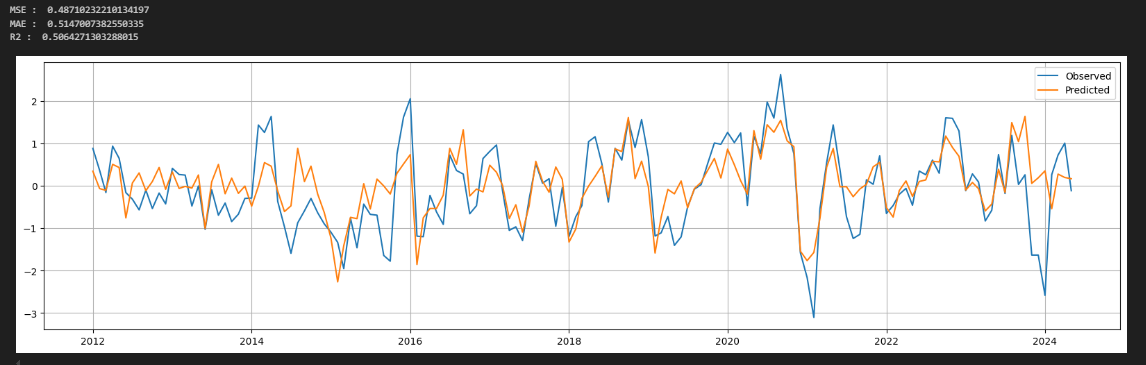 MSE :  0.48710232210134197
MAE :  0.5147007382550335
R2 :  0.5064271303288015
Observed
Predicted
2
1
0
−1
−2
−3
2012 2014 2016 2018 2020 2022 2024